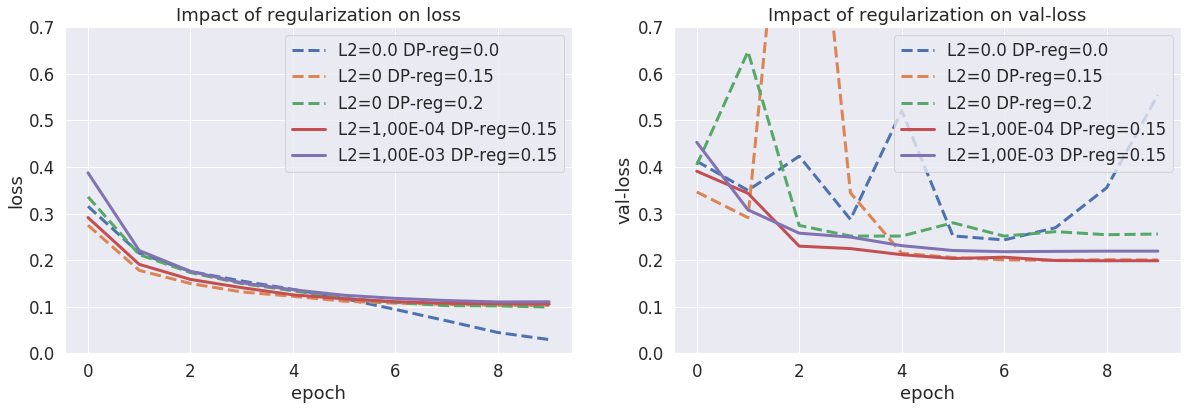 Impact of regularization on loss
0.7
0.6
0.5
0.4
0.3
0.2
0.1
0.0
loss
L2=0.0 DP-reg=0.0
L2=0 DP-reg=0.15
L2=0 DP-reg=0.2
L2=1,00E-04 DP-reg=0.15
L2=1,00E-03 DP-reg=0.15
0 2 4 6 8
epoch
Impact of regularization on val-loss
0.7
0.6
0.5
0.4
0.3
0.2
0.1
0.0
val-loss
L2=0.0 DP-reg=0.0
L2=0 DP-reg=0.15
L2=0 DP-reg=0.2
L2=1,00E-04 DP-reg=0.15
L2=1,00E-03 DP-reg=0.15
0 2 4 6 8
epoch